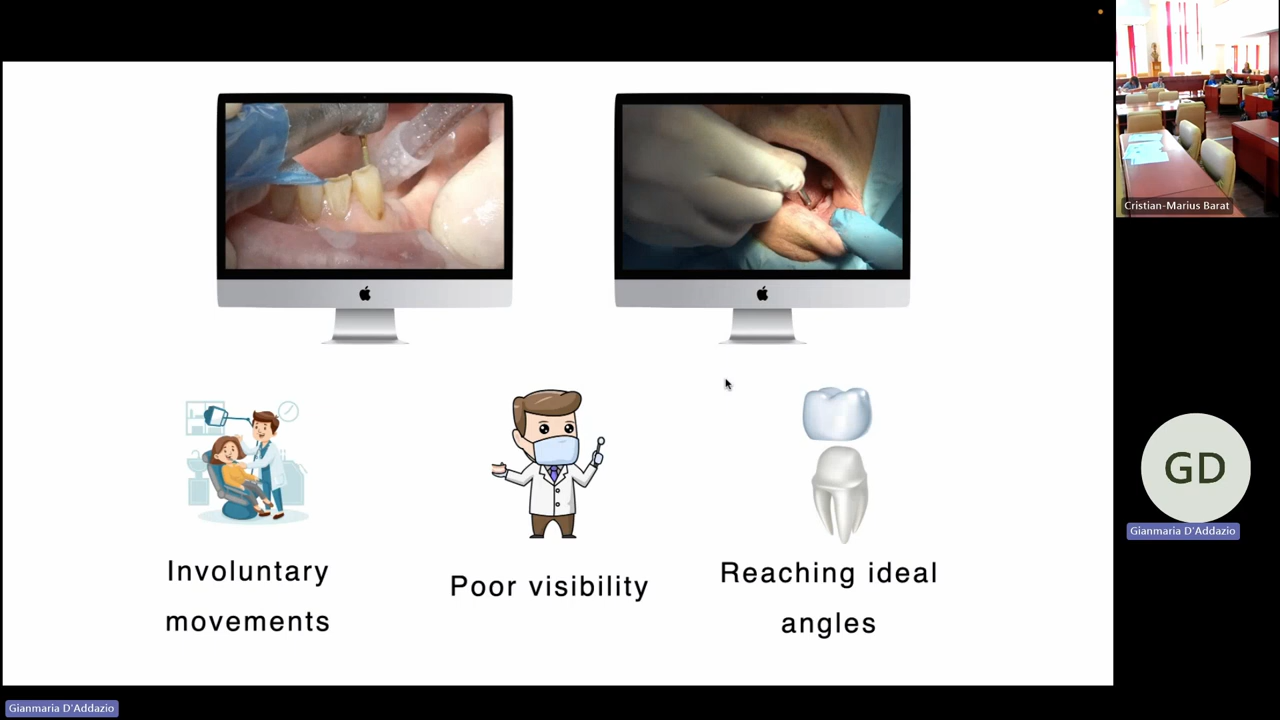 Involuntary
movements
Poor visibility
Reaching ideal
angles
Cristian-Marius Barat
GD
Gianmaria D'Addazio
Gianmaria D'Addazio